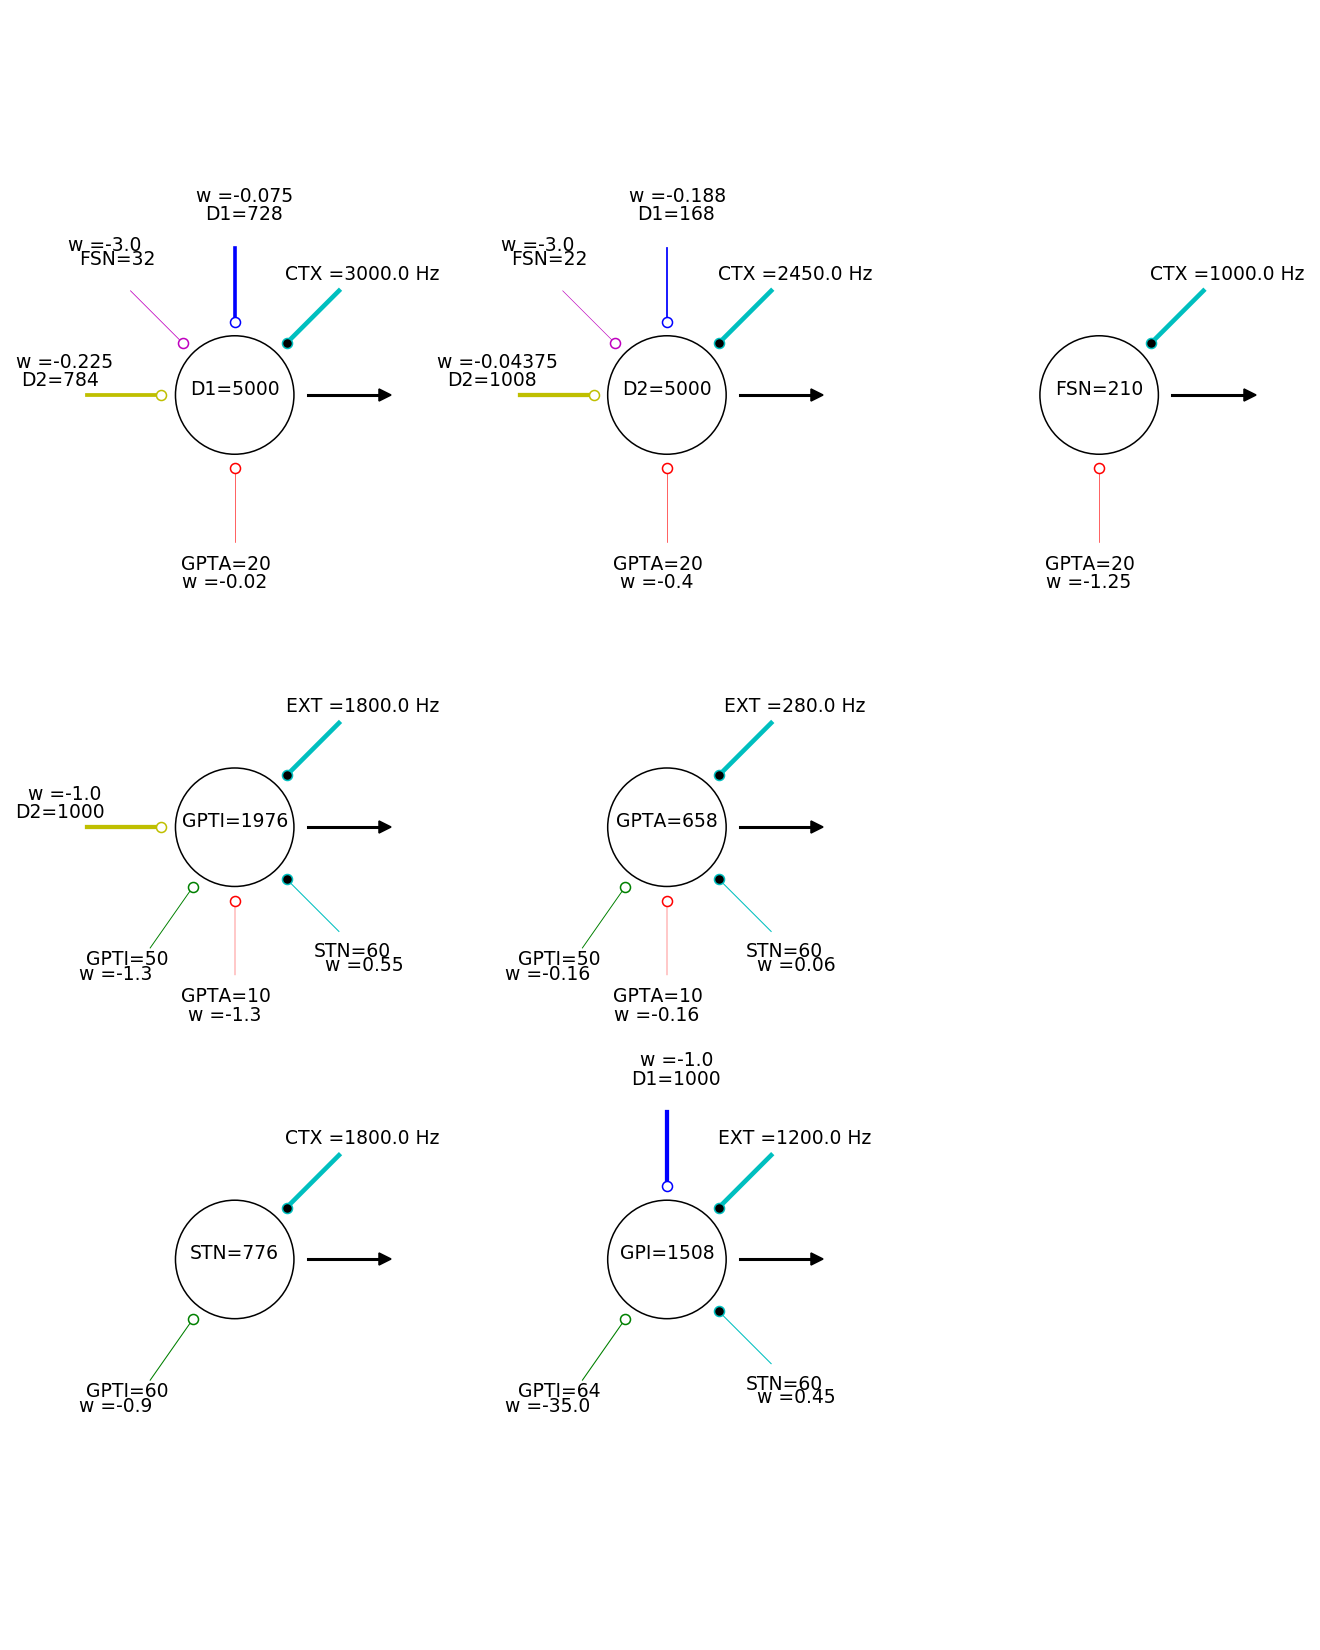 w =-0.075
D1=728
w =-3.0
FSN=32
CTX =3000.0 Hz
w =-0.225
D2=784
D1=5000
GPTA=20
w =-0.02
w =-0.188
D1=168
w =-3.0
FSN=22
CTX =2450.0 Hz
w =-0.04375
D2=1008
D2=5000
GPTA=20
w =-0.4
CTX =1000.0 Hz
FSN=210
GPTA=20
w =-1.25
EXT =1800.0 Hz
w =-1.0
D2=1000
GPTI=1976
GPTI=50
w =-1.3
STN=60
w =0.55
GPTA=10
w =-1.3
EXT =280.0 Hz
GPTA=658
GPTI=50
w =-0.16
STN=60
w =0.06
GPTA=10
w =-0.16
CTX =1800.0 Hz
STN=776
GPTI=60
w =-0.9
w =-1.0
D1=1000
EXT =1200.0 Hz
GPI=1508
GPTI=64
w =-35.0
STN=60
w =0.45